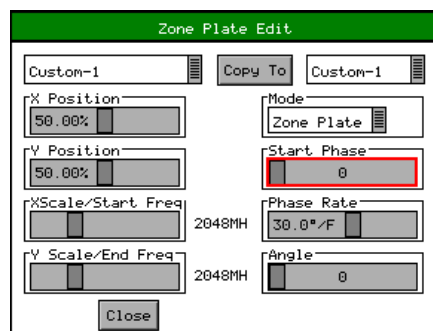 Zone Plate Edit
Custom-1 Copy To Custom-1
X Position Mode
50.00% Zone Plate
Y Position Start Phase
50.00% 0
XScale/Start Freq Phase Rate
2048MH 30.0°/F
Y Scale/End Freq Angle
2048MH 0
Close